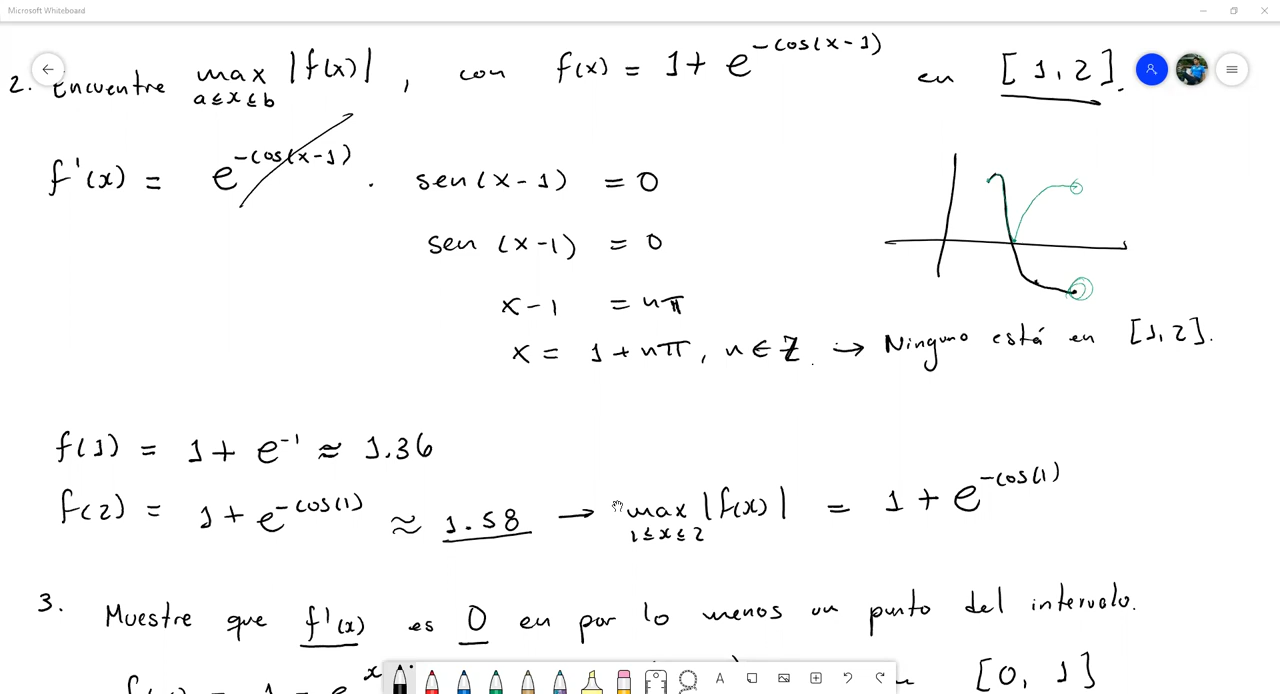 Microsoft Whiteboard
2. Encuentre max |f(x)| , con f(x) = 1 + e^{-cos(x-1)} en [1,2].
a ≤ x ≤ b
f'(x) = e^{-cos(x-1)} · sen(x-1) = 0
sen (x-1) = 0
x-1 = nπ
x = 1 + nπ, n ∈ Z. → Ninguno está en [1,2].
f(1) = 1 + e^{-1} ≈ 1.36
f(2) = 1 + e^{-cos(1)} ≈ 1.58 → max |f(x)| = 1 + e^{-cos(1)}
1 ≤ x ≤ 2
3. Muestre que f'(x) es 0 en por lo menos un punto del intervalo.
[0, 1]